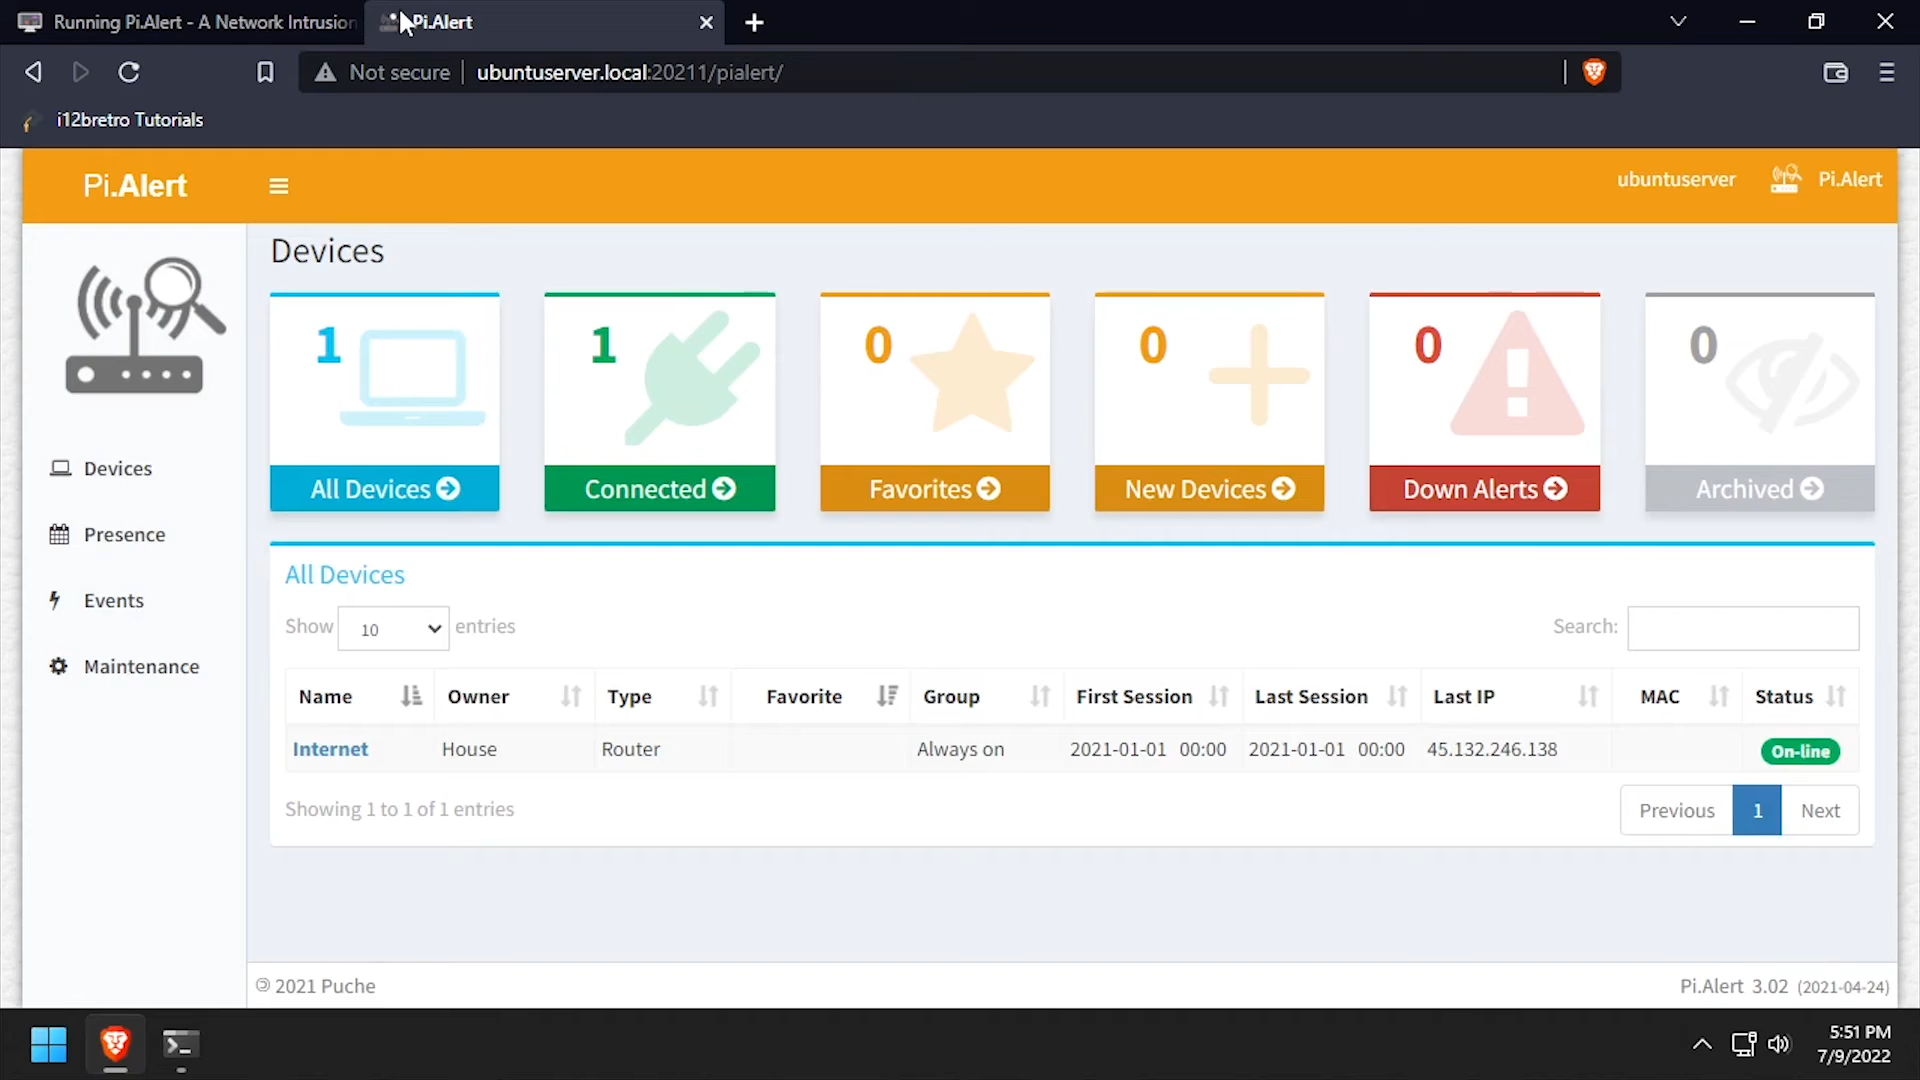 Running Pi.Alert - A Network Intrusion
Pi.Alert
Not secure
ubuntuserver.local:20211/pialert/
i12bretro Tutorials
Pi.Alert
ubuntuserver
Pi.Alert
Devices
1
1
0
0
0
0
All Devices
Connected
Favorites
New Devices
Down Alerts
Archived
Devices
Presence
Events
Maintenance
All Devices
Show 10 entries
Search:
Name Owner Type Favorite Group First Session Last Session Last IP MAC Status
Internet House Router Always on 2021-01-01 00:00 2021-01-01 00:00 45.132.246.138 On-line
Showing 1 to 1 of 1 entries
Previous 1 Next
© 2021 Puche
Pi.Alert 3.02 (2021-04-24)
5:51 PM
7/9/2022